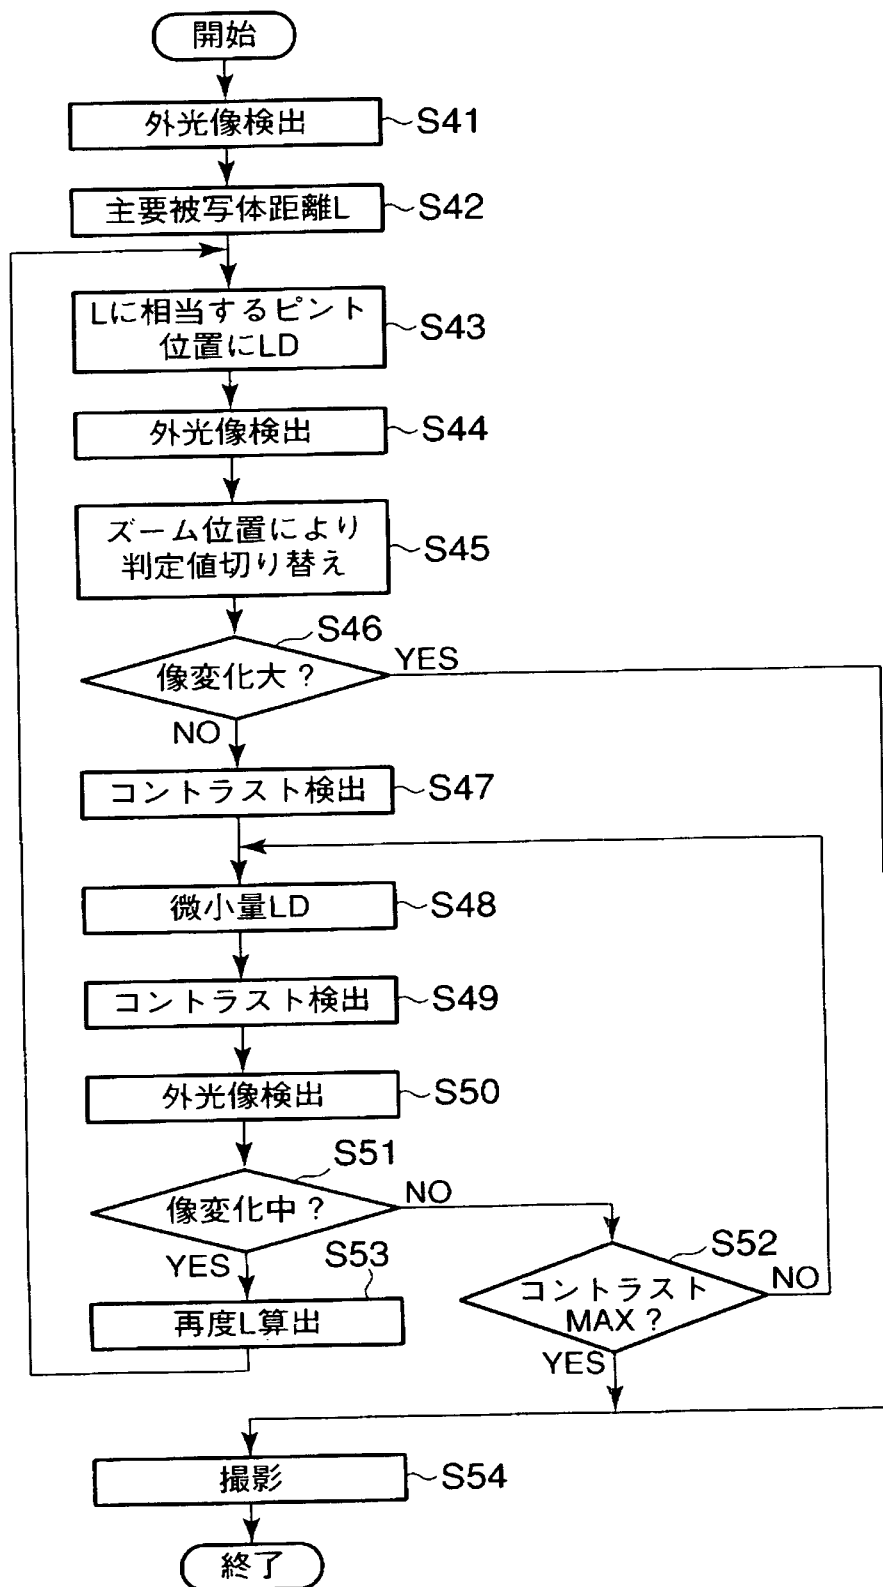 開始
外光像検出
S41
主要被写体距離L
S42
Lに相当するピント
位置にLD
S43
外光像検出
S44
ズーム位置により
判定値切り替え
S45
S46
像変化大?
YES
NO
コントラスト検出
S47
微小量LD
S48
コントラスト検出
S49
外光像検出
S50
S51
像変化中?
NO
YES
S52
コントラスト
MAX?
NO
YES
S53
再度L算出
撮影
S54
終了